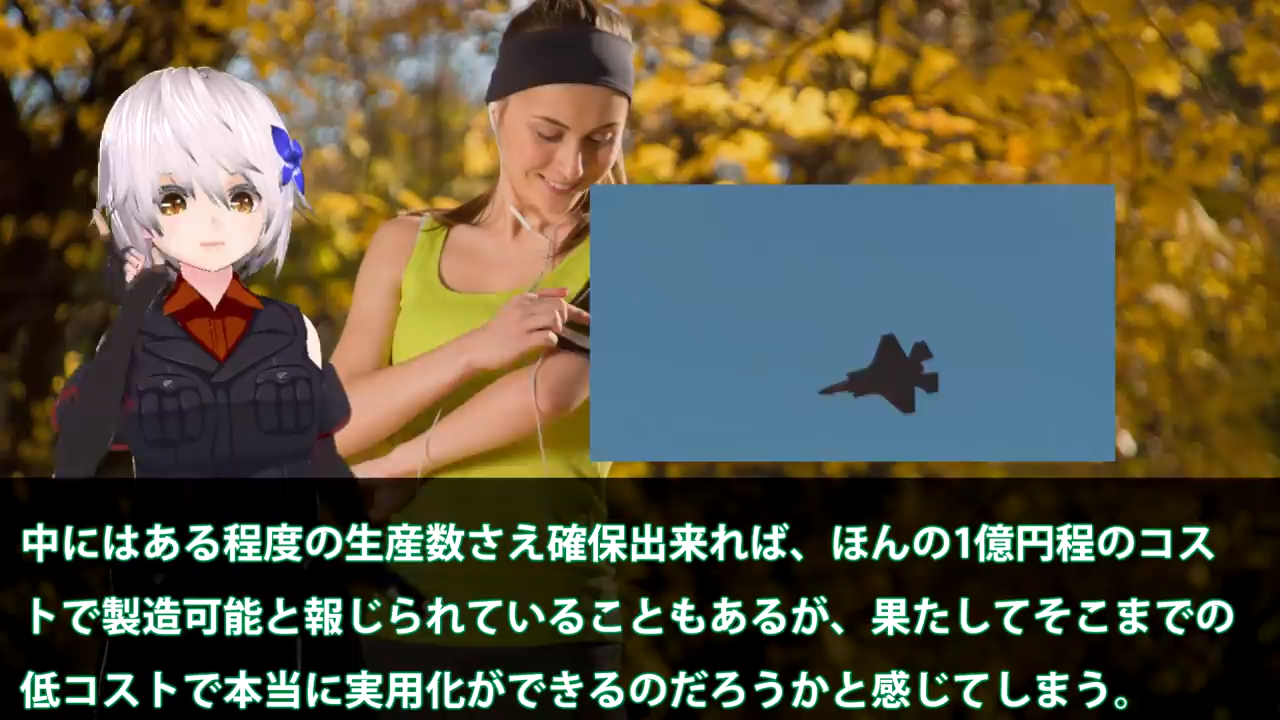 中にはある程度の生産数さえ確保出来れば、ほんの1億円程のコス
トで製造可能と報じられていることもあるが、果たしてそこまでの
低コストで本当に実用化ができるのだろうかと感じてしまう。